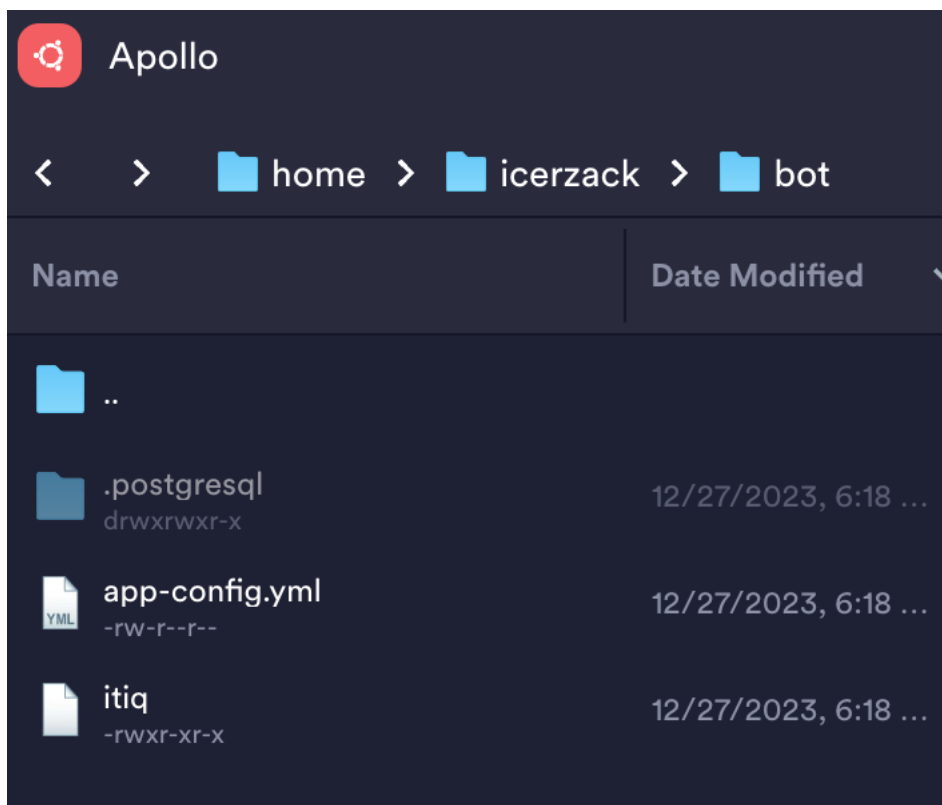 Apollo
home > icerzack > bot
Name Date Modified
..
.postgresql 12/27/2023, 6:18 ...
drwxrwxr-x
app-config.yml 12/27/2023, 6:18 ...
YML
-rw-r--r--
itiq 12/27/2023, 6:18 ...
-rwxr-xr-x